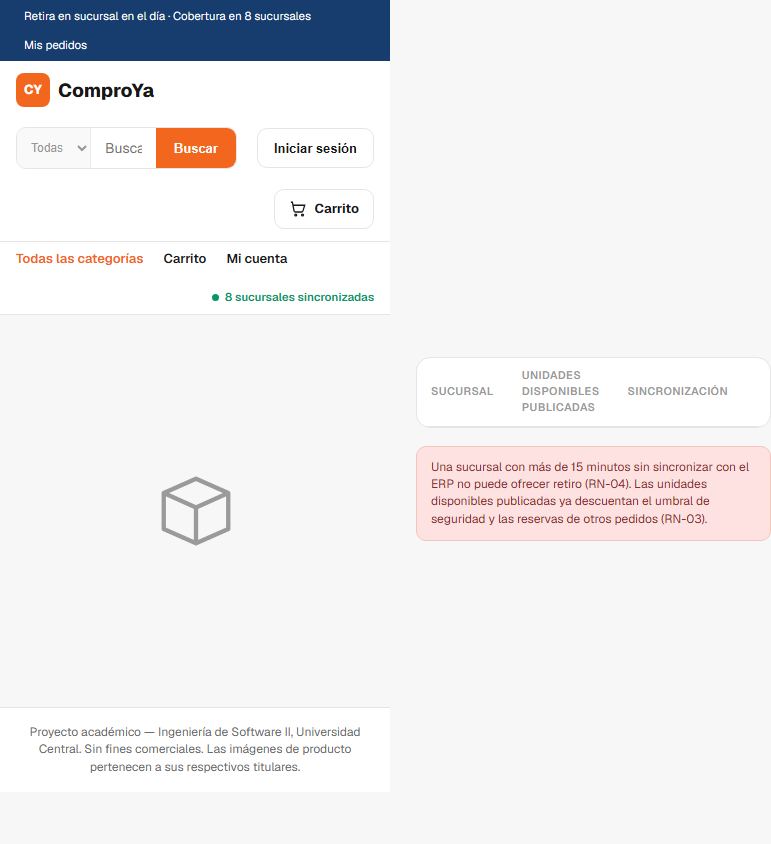 Retira en sucursal en el día · Cobertura en 8 sucursales
Mis pedidos
CY ComproYa
Todas Busca Buscar Iniciar sesión
Carrito
Todas las categorías Carrito Mi cuenta
8 sucursales sincronizadas
SUCURSAL
UNIDADES
DISPONIBLES
PUBLICADAS
SINCRONIZACIÓN
Una sucursal con más de 15 minutos sin sincronizar con el
ERP no puede ofrecer retiro (RN-04). Las unidades
disponibles publicadas ya descuentan el umbral de
seguridad y las reservas de otros pedidos (RN-03).
Proyecto académico — Ingeniería de Software II, Universidad
Central. Sin fines comerciales. Las imágenes de producto
pertenecen a sus respectivos titulares.